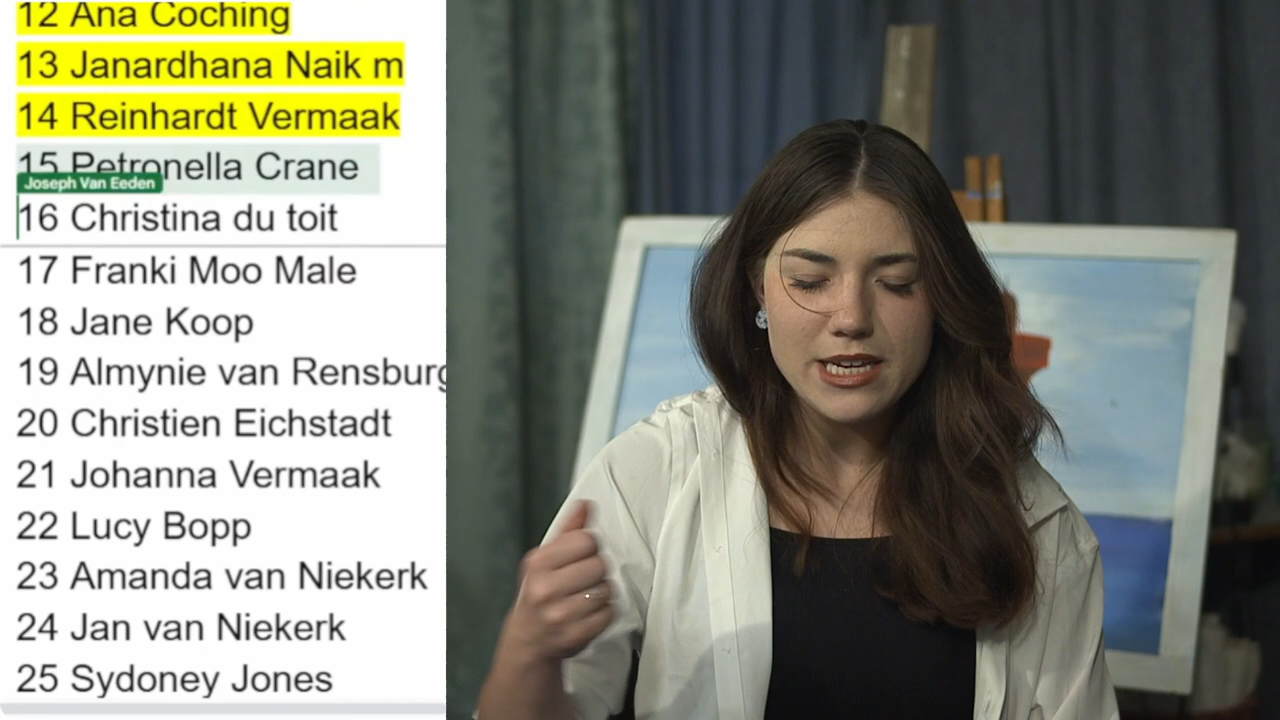 12 Ana Coching
13 Janardhana Naik m
14 Reinhardt Vermaak
15 Petronella Crane
Joseph Van Eeden
16 Christina du toit
17 Franki Moo Male
18 Jane Koop
19 Almynie van Rensburg
20 Christien Eichstadt
21 Johanna Vermaak
22 Lucy Bopp
23 Amanda van Niekerk
24 Jan van Niekerk
25 Sydoney Jones